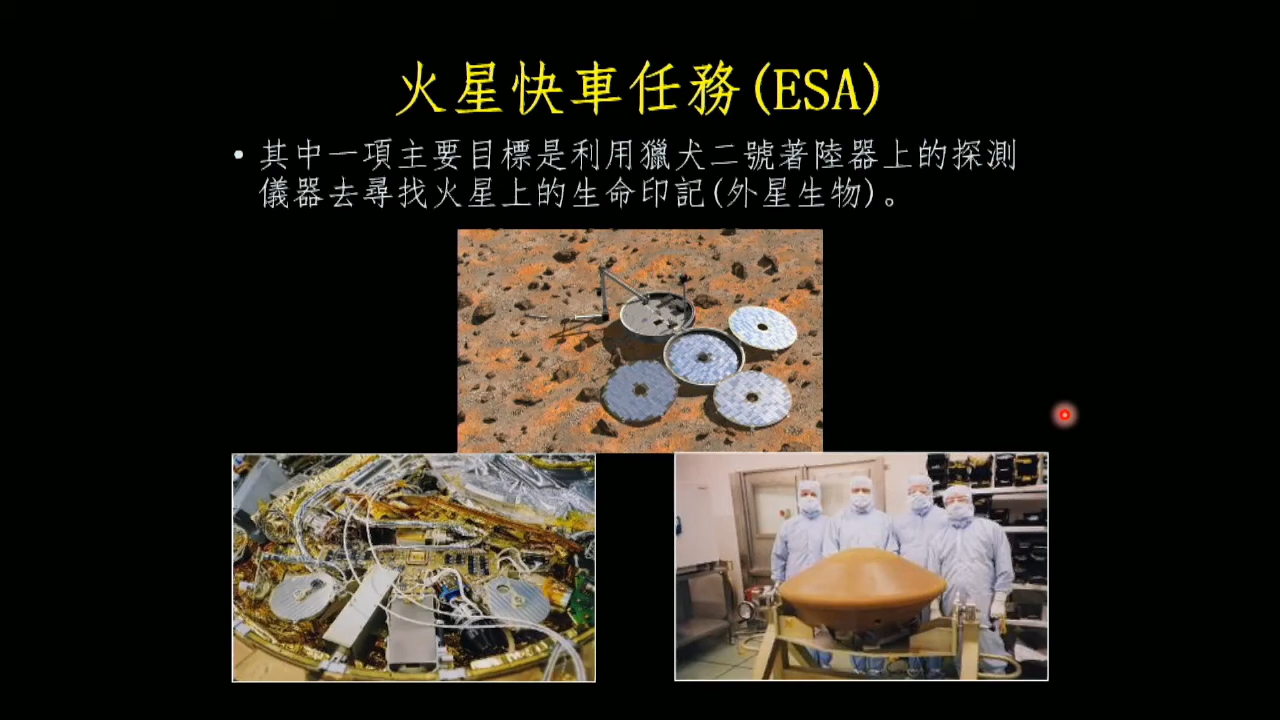 火星快車任務(ESA)
• 其中一項主要目標是利用獵犬二號著陸器上的探測
儀器去尋找火星上的生命印記(外星生物)。